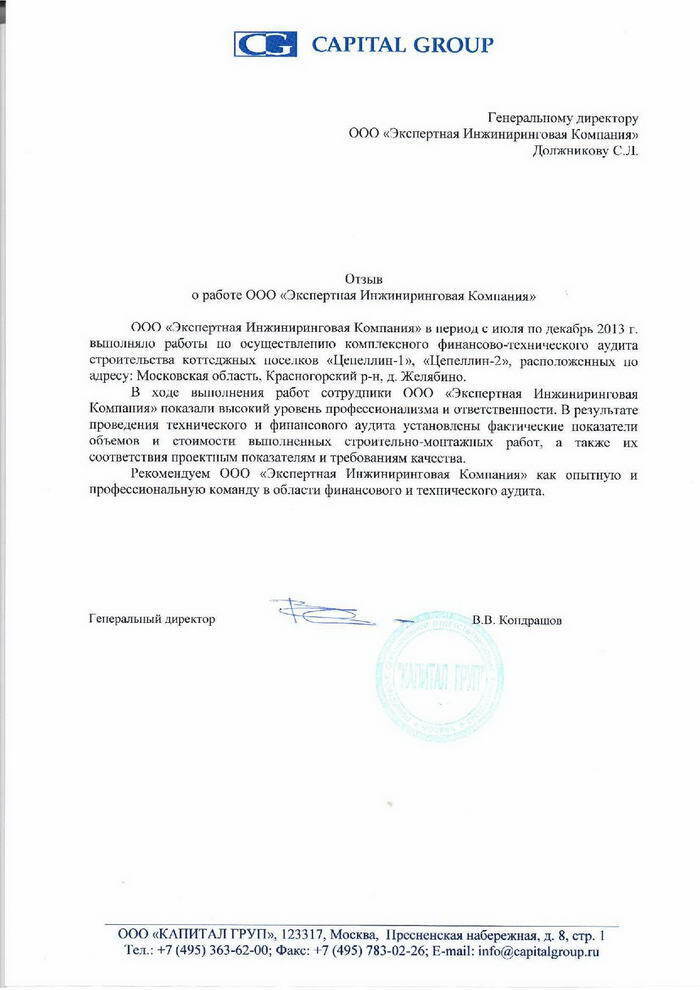 CG CAPITAL GROUP
Генеральному директору
ООО «Экспертная Инжиниринговая Компания»
Должникову С.Л.
Отзыв
о работе ООО «Экспертная Инжиниринговая Компания»
ООО «Экспертная Инжиниринговая Компания» в период с июля по декабрь 2013 г.
выполняло работы по осуществлению комплексного финансово-технического аудита
строительства коттеджных поселков «Цепеллин-1», «Цепеллин-2», расположенных по
адресу: Московская область, Красногорский р-н, д. Желябино.
В ходе выполнения работ сотрудники ООО «Экспертная Инжиниринговая
Компания» показали высокий уровень профессионализма и ответственности. В результате
проведения технического и финансового аудита установлены фактические показатели
объемов и стоимости выполненных строительно-монтажных работ, а также их
соответствия проектным показателям и требованиям качества.
Рекомендуем ООО «Экспертная Инжиниринговая Компания» как опытную и
профессиональную команду в области финансового и технического аудита.
Генеральный директор В.В. Кондрашов
"КАПИТАЛ ГРУП"
ООО «КАПИТАЛ ГРУП», 123317, Москва, Пресненская набережная, д. 8, стр. 1
Тел.: +7 (495) 363-62-00; Факс: +7 (495) 783-02-26; E-mail: info@capitalgroup.ru